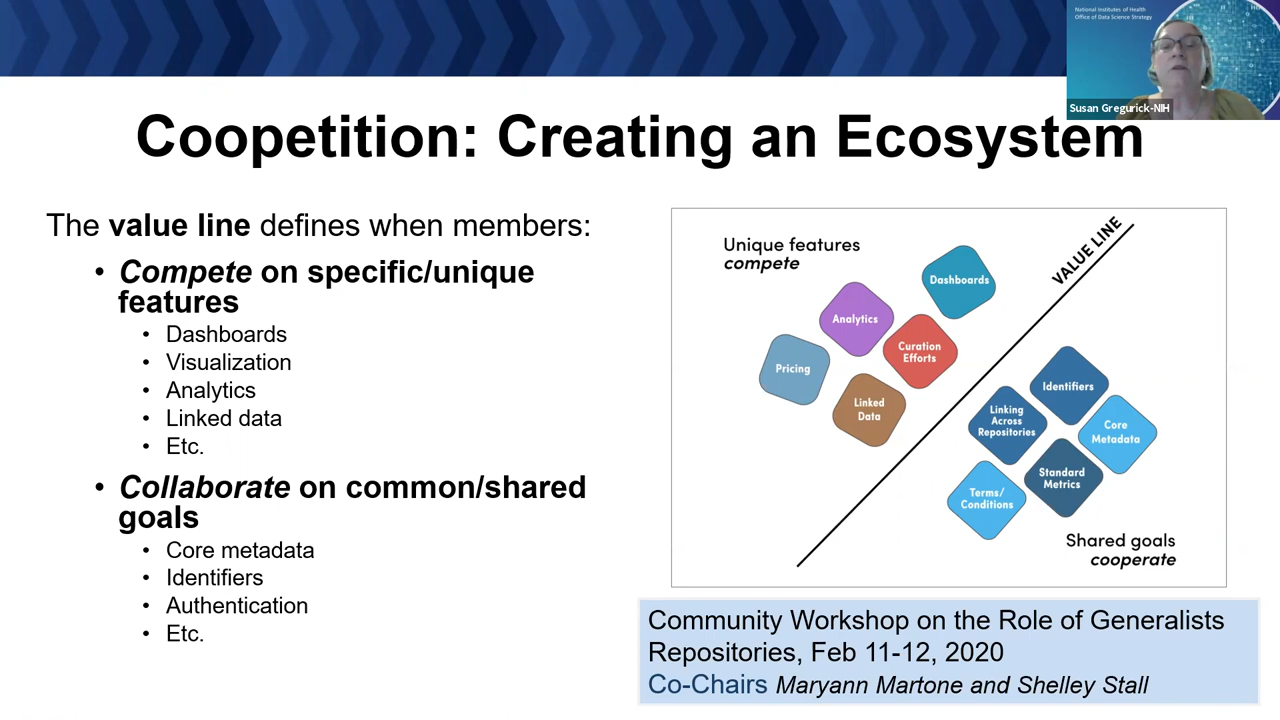 National Institutes of Health
Office of Data Science Strategy
Susan Gregurick-NIH
Coopetition: Creating an Ecosystem
The value line defines when members:
• Compete on specific/unique
features
• Dashboards
• Visualization
• Analytics
• Linked data
• Etc.
• Collaborate on common/shared
goals
• Core metadata
• Identifiers
• Authentication
• Etc.
Unique features
compete
VALUE LINE
Dashboards
Analytics
Curation
Efforts
Pricing
Linked
Data
Identifiers
Linking
Across
Repositories
Core
Metadata
Standard
Metrics
Terms/
Conditions
Shared goals
cooperate
Community Workshop on the Role of Generalists
Repositories, Feb 11-12, 2020
Co-Chairs Maryann Martone and Shelley Stall